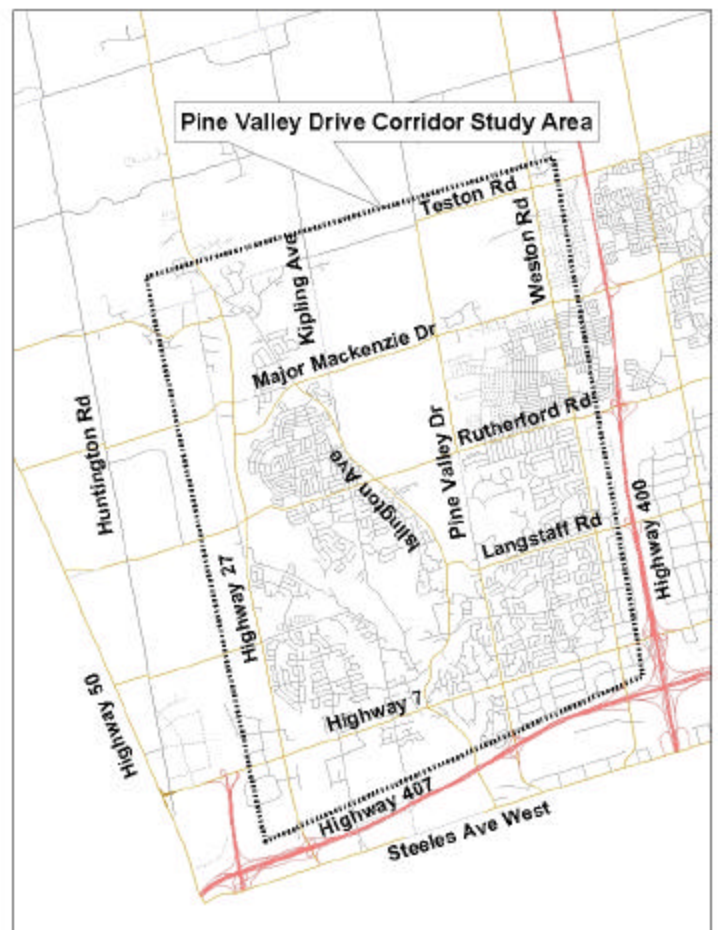 Pine Valley Drive Corridor Study Area
Teston Rd
Weston Rd
Kipling Ave
Major Mackenzie Dr
Huntington Rd
Pine Valley Dr
Rutherford Rd
Islington Ave
Langstaff Rd
Highway 400
Highway 27
Highway 50
Highway 7
Highway 407
Steeles Ave West